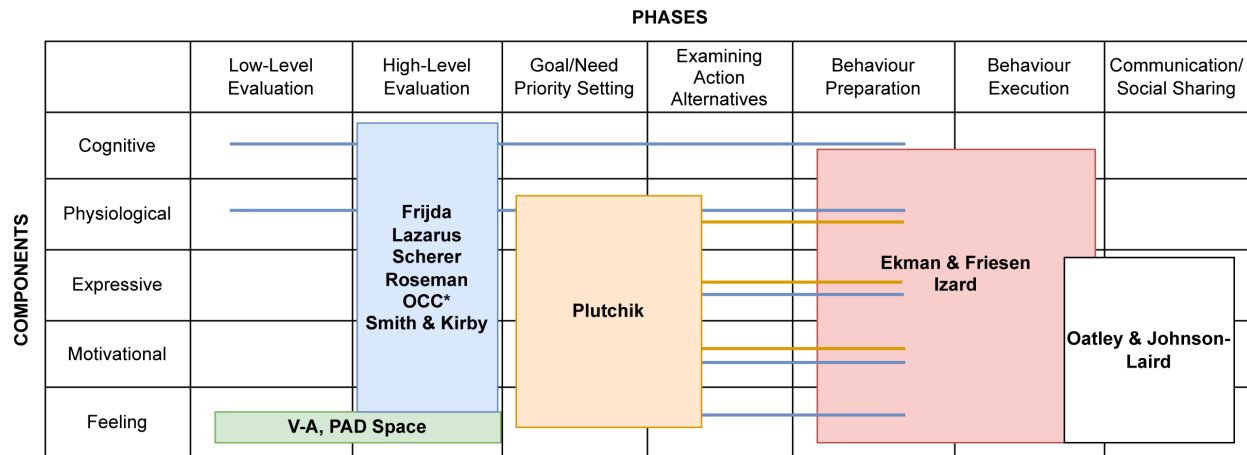 PHASES
Low-Level
Evaluation
High-Level
Evaluation
Goal/Need
Priority Setting
Examining
Action
Alternatives
Behaviour
Preparation
Behaviour
Execution
Communication/
Social Sharing
COMPONENTS
Cognitive
Physiological
Expressive
Motivational
Feeling
Frijda
Lazarus
Scherer
Roseman
OCC*
Smith & Kirby
V-A, PAD Space
Plutchik
Ekman & Friesen
Izard
Oatley & Johnson-
Laird